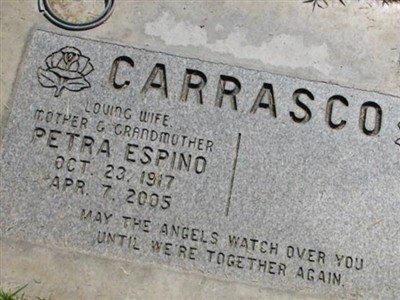 CARRASCO
LOVING WIFE,
MOTHER & GRANDMOTHER
PETRA ESPINO
OCT. 23, 1917
APR. 7, 2005
MAY THE ANGELS WATCH OVER YOU
UNTIL WE'RE TOGETHER AGAIN.